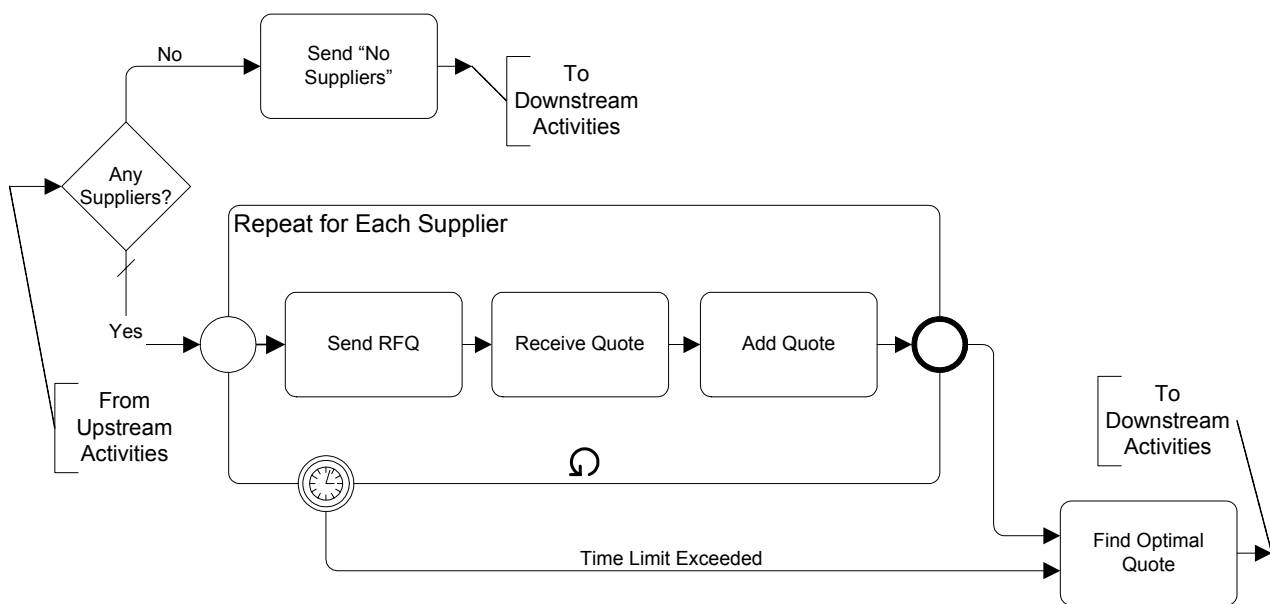 No
Send “No
Suppliers”
To
Downstream
Activities
Any
Suppliers?
Repeat for Each Supplier
Yes
Send RFQ
Receive Quote
Add Quote
From
Upstream
Activities
To
Downstream
Activities
Time Limit Exceeded
Find Optimal
Quote